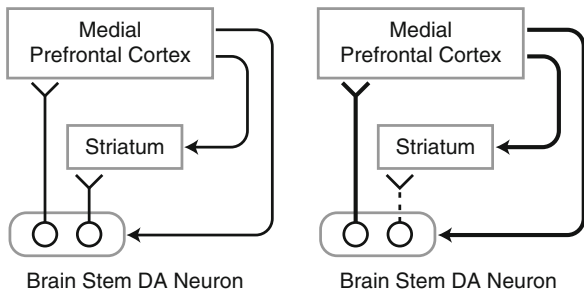 Medial
Prefrontal Cortex
Striatum
Brain Stem DA Neuron
Medial
Prefrontal Cortex
Striatum
Brain Stem DA Neuron